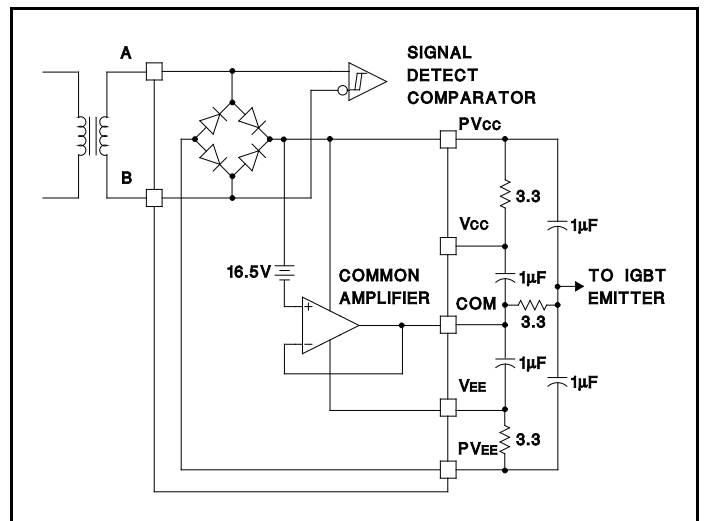 A
SIGNAL
DETECT
COMPARATOR
PVCC
B
3.3
VCC
1µF
16.5V
COMMON
AMPLIFIER
1µF
TO IGBT
EMITTER
COM
+
3.3
−
1µF
VEE
1µF
PVEE
3.3